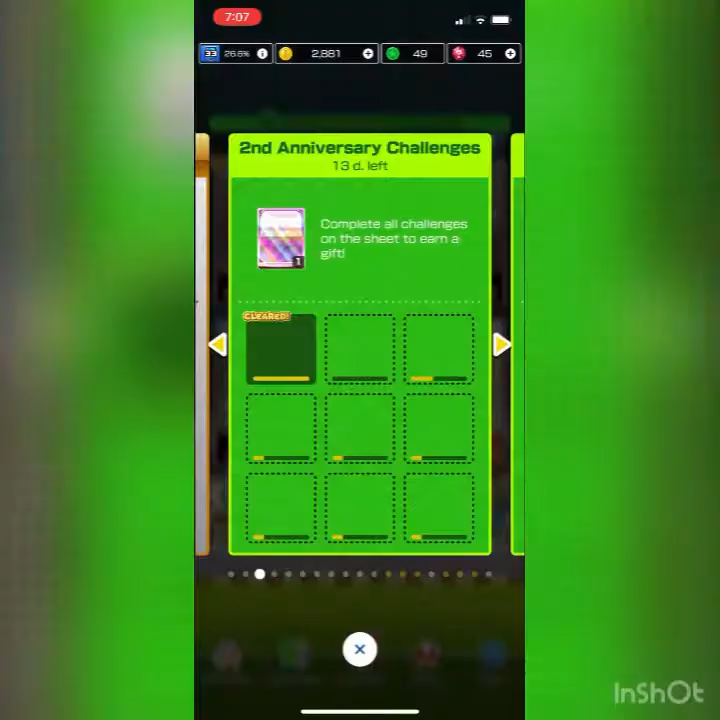 7:07
33 26.6% i 2,881 49 45
2nd Anniversary Challenges
13 d. left
Complete all challenges
on the sheet to earn a
gift!
1
CLEARED!
InShOt